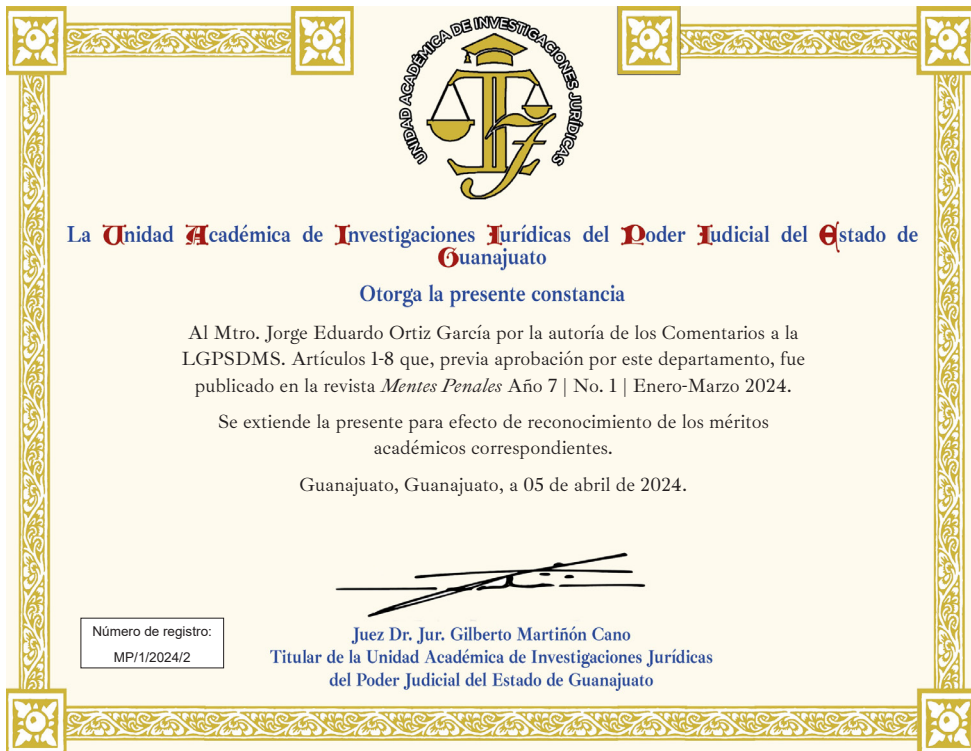 UNIDAD ACADÉMICA DE INVESTIGACIONES JURÍDICAS
La Unidad Académica de Investigaciones Jurídicas del Poder Judicial del Estado de
Guanajuato
Otorga la presente constancia
Al Mtro. Jorge Eduardo Ortiz García por la autoría de los Comentarios a la
LGPSDMS. Artículos 1-8 que, previa aprobación por este departamento, fue
publicado en la revista Mentes Penales Año 7 | No. 1 | Enero-Marzo 2024.
Se extiende la presente para efecto de reconocimiento de los méritos
académicos correspondientes.
Guanajuato, Guanajuato, a 05 de abril de 2024.
Número de registro:
MP/1/2024/2
Juez Dr. Jur. Gilberto Martiñón Cano
Titular de la Unidad Académica de Investigaciones Jurídicas
del Poder Judicial del Estado de Guanajuato